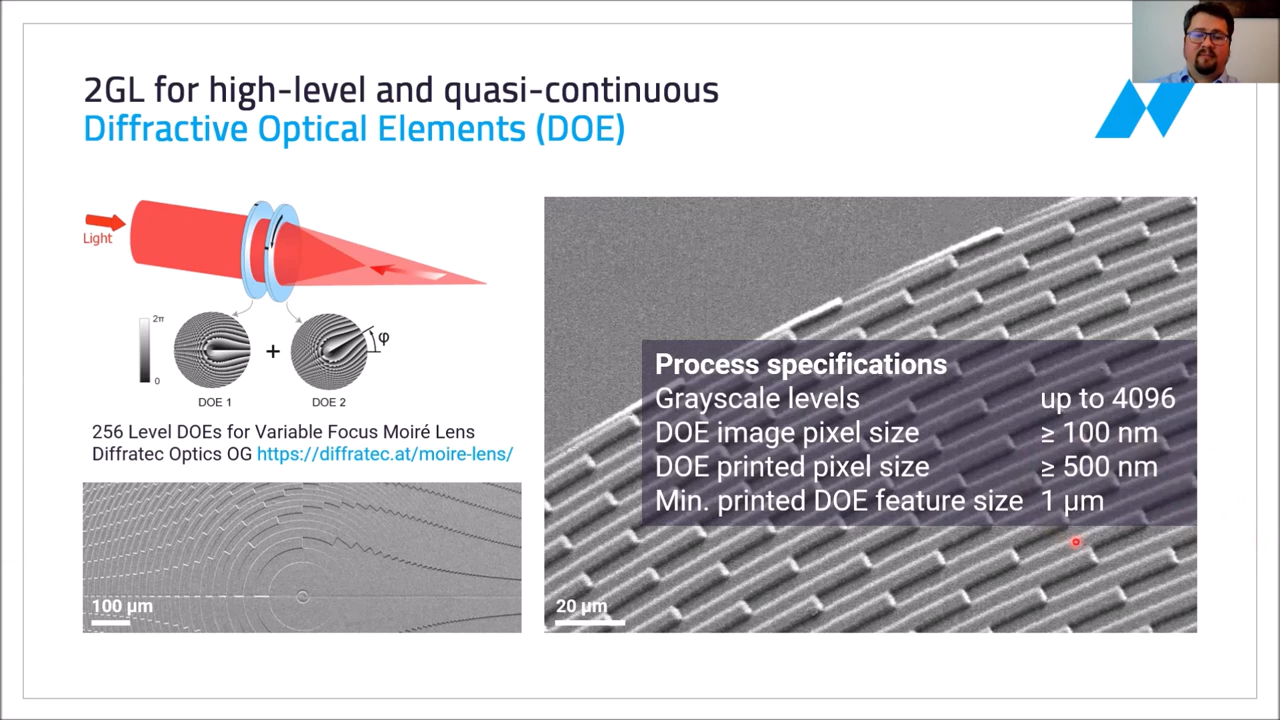 2GL for high-level and quasi-continuous
Diffractive Optical Elements (DOE)
Light
2π
0
+
φ
DOE 1
DOE 2
256 Level DOEs for Variable Focus Moiré Lens
Diffratec Optics OG https://diffratec.at/moire-lens/
100 µm
20 µm
Process specifications
Grayscale levels up to 4096
DOE image pixel size ≥ 100 nm
DOE printed pixel size ≥ 500 nm
Min. printed DOE feature size 1 µm